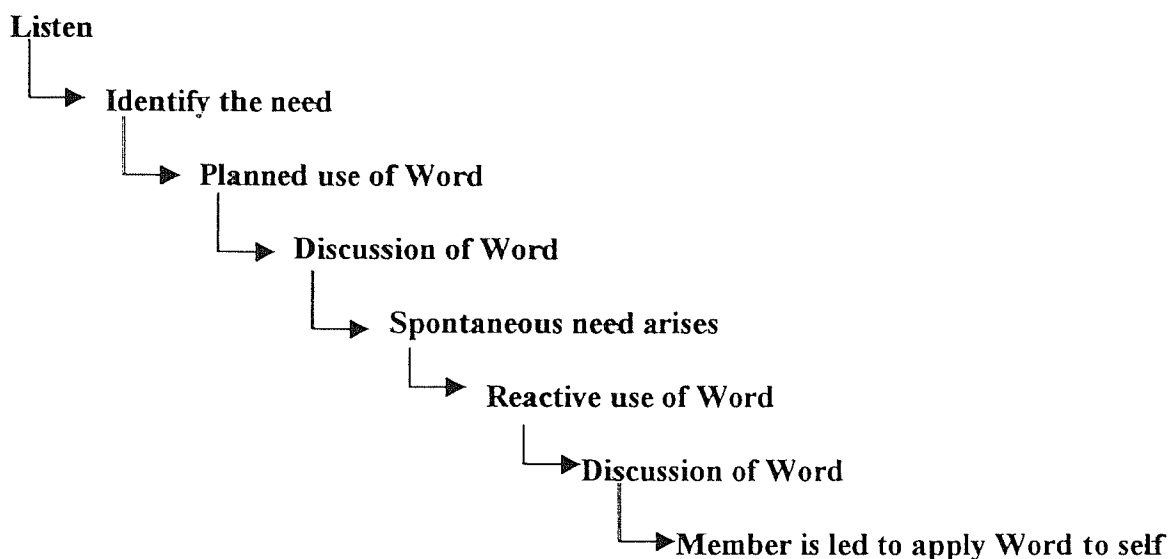 Listen
Identify the need
Planned use of Word
Discussion of Word
Spontaneous need arises
Reactive use of Word
Discussion of Word
Member is led to apply Word to self